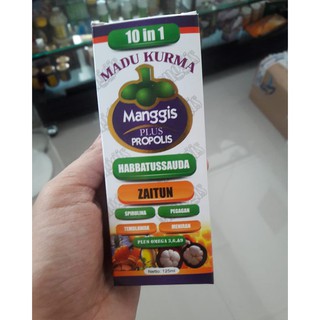 10 in 1
MADU KURMA
Manggis
PLUS
PROPOLIS
HABBATUSSAUDA
ZAITUN
SPIRULINA
PEGAGAN
TEMULAWAK
MENIRAN
PLUS OMEGA 3,6,&9
Netto: 125ml